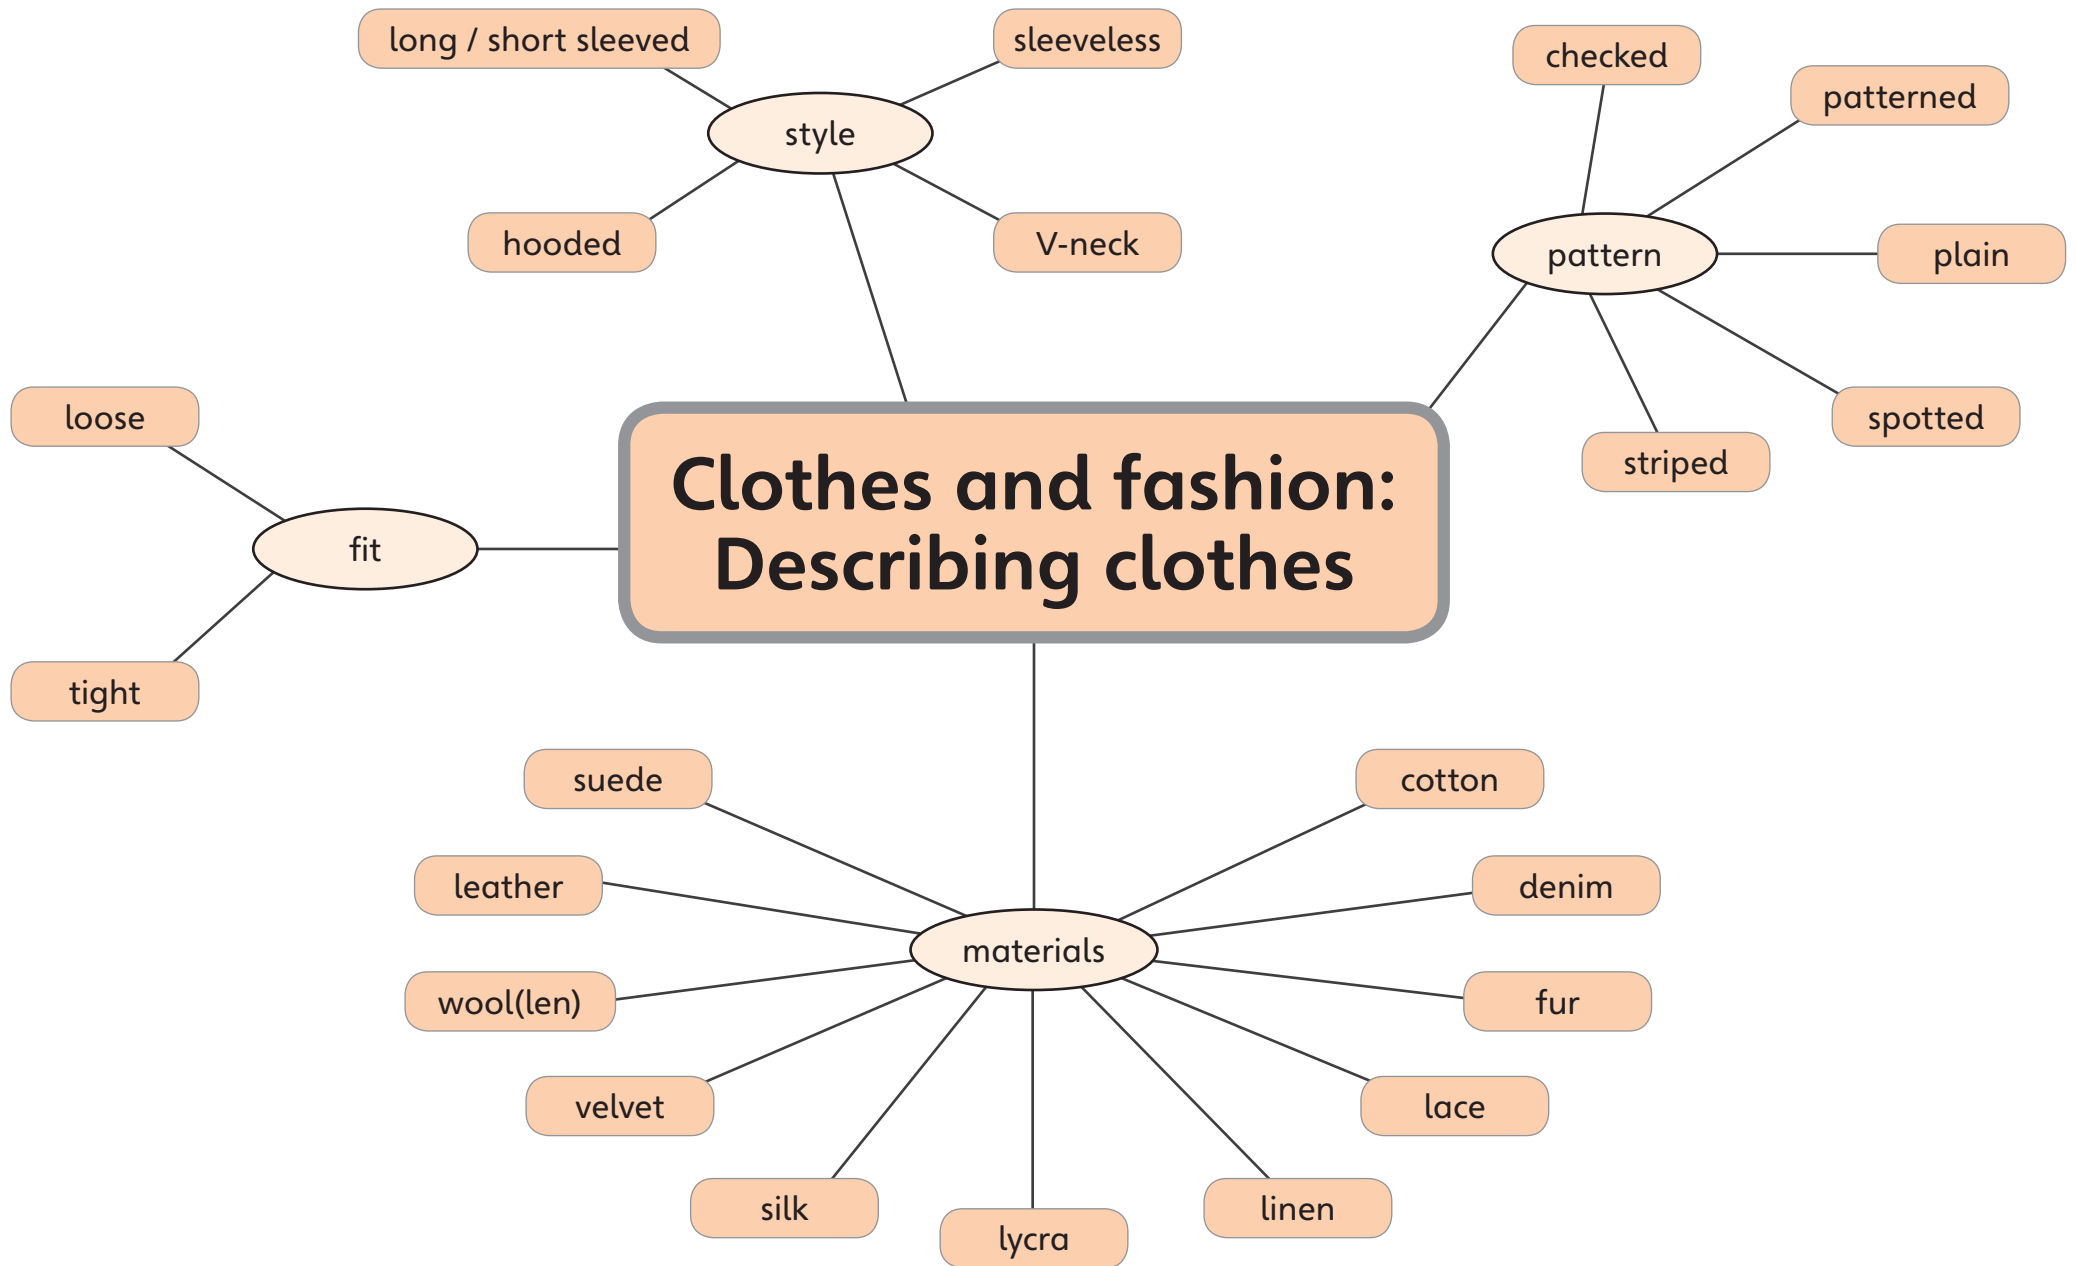 long / short sleeved
sleeveless
style
hooded
V-neck
checked
patterned
pattern
plain
spotted
striped
loose
fit
tight
Clothes and fashion:
Describing clothes
suede
cotton
leather
denim
materials
wool(len)
fur
velvet
lace
silk
lycra
linen